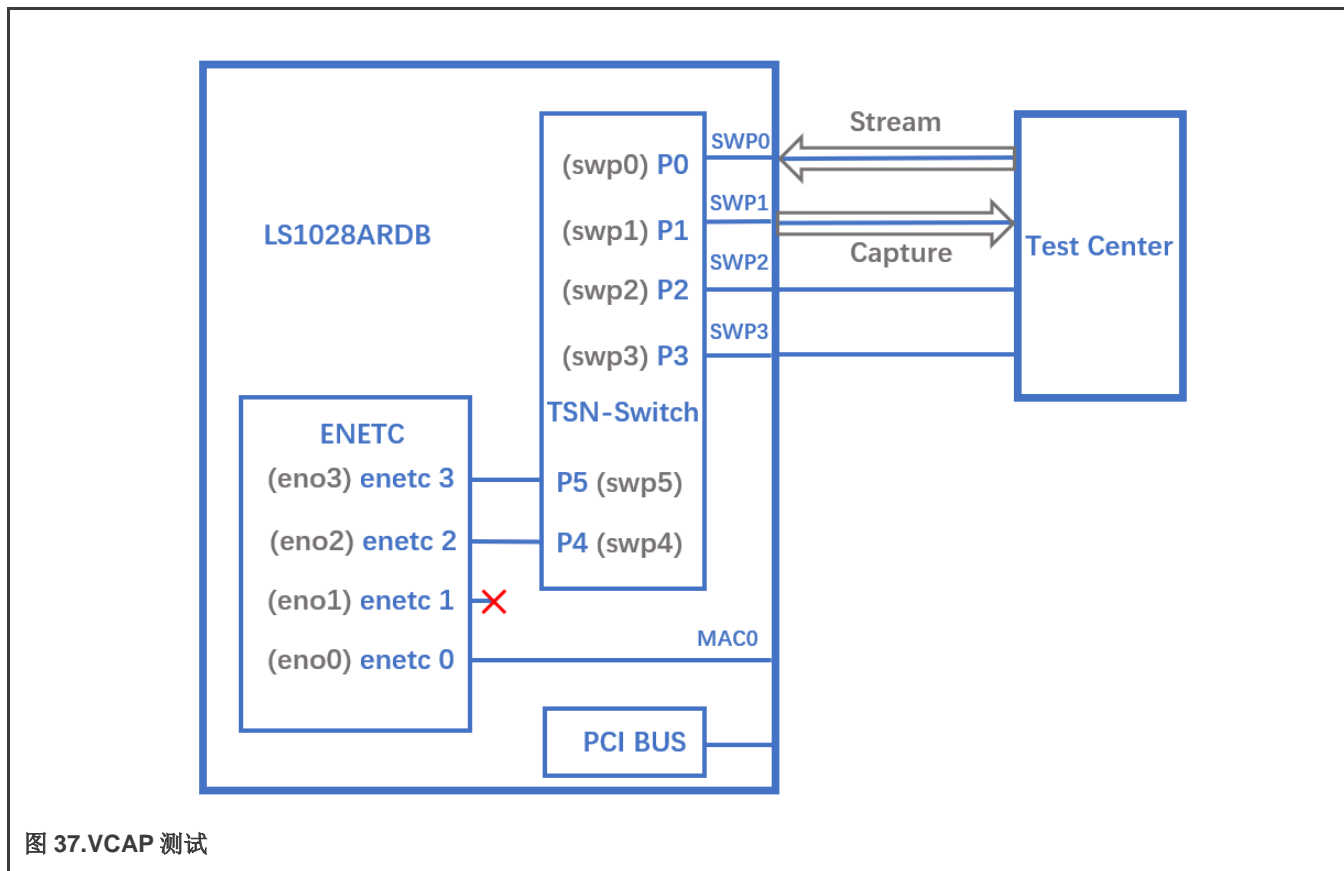 Stream
SWP0
(swp0) P0
SWP1
(swp1) P1
LS1028ARDB
Capture
Test Center
SWP2
(swp2) P2
SWP3
(swp3) P3
TSN-Switch
ENETC
(eno3) enetc 3
P5 (swp5)
(eno2) enetc 2
P4 (swp4)
(eno1) enetc 1
MAC0
(eno0) enetc 0
PCI BUS
图 37.VCAP 测试